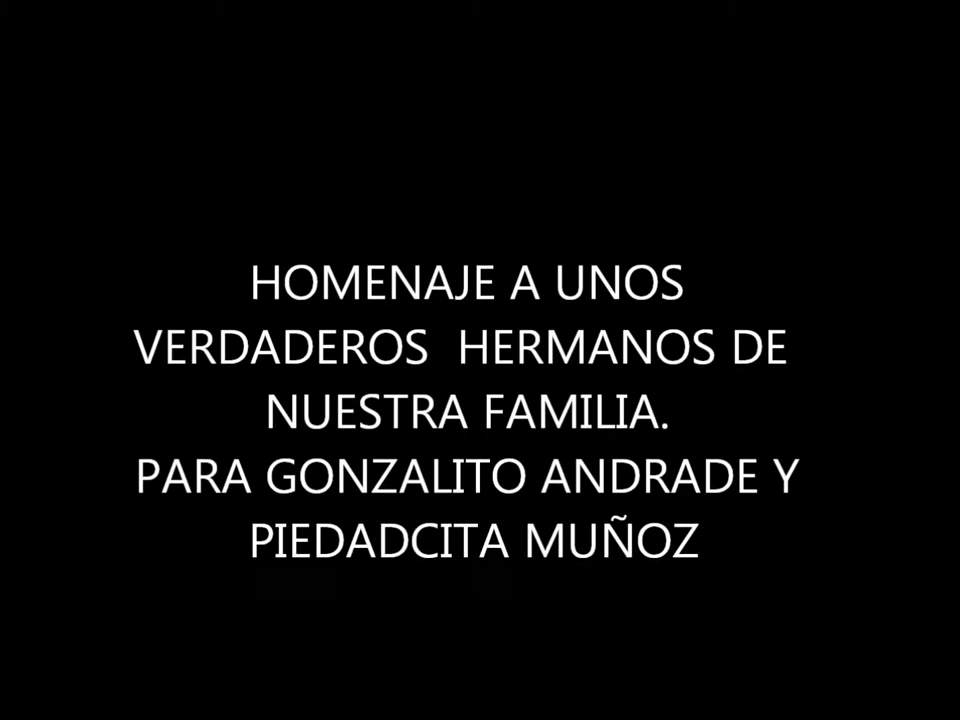 HOMENAJE A UNOS
VERDADEROS  HERMANOS DE
NUESTRA FAMILIA.
PARA GONZALITO ANDRADE Y
PIEDADCITA MUÑOZ